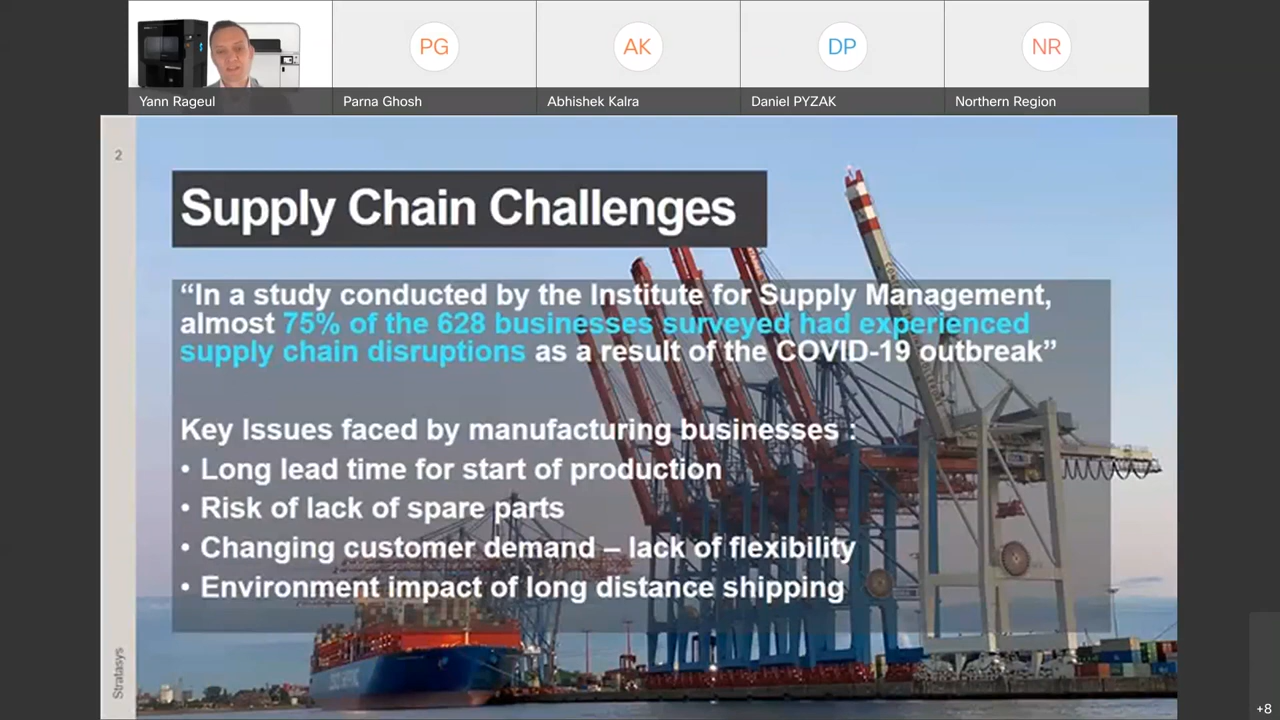 PG
AK
DP
NR
Yann Rageul
Parna Ghosh
Abhishek Kalra
Daniel PYZAK
Northern Region
2
Supply Chain Challenges
“In a study conducted by the Institute for Supply Management,
almost 75% of the 628 businesses surveyed had experienced
supply chain disruptions as a result of the COVID-19 outbreak”
Key Issues faced by manufacturing businesses :
• Long lead time for start of production
• Risk of lack of spare parts
• Changing customer demand – lack of flexibility
• Environment impact of long distance shipping
Stratasys
+8